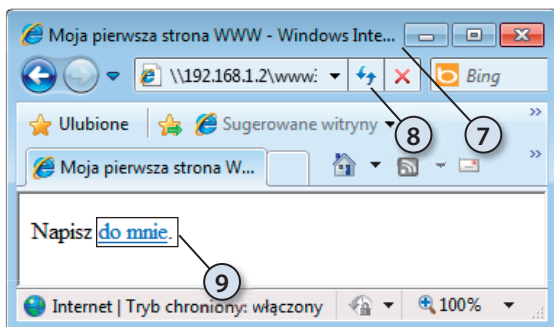 Moja pierwsza strona WWW - Windows Inte...
\\192.168.1.2\www
Bing
Ulubione
Sugerowane witryny
8
7
Moja pierwsza strona W...
Napisz do mnie.
9
Internet | Tryb chroniony: włączony
100%